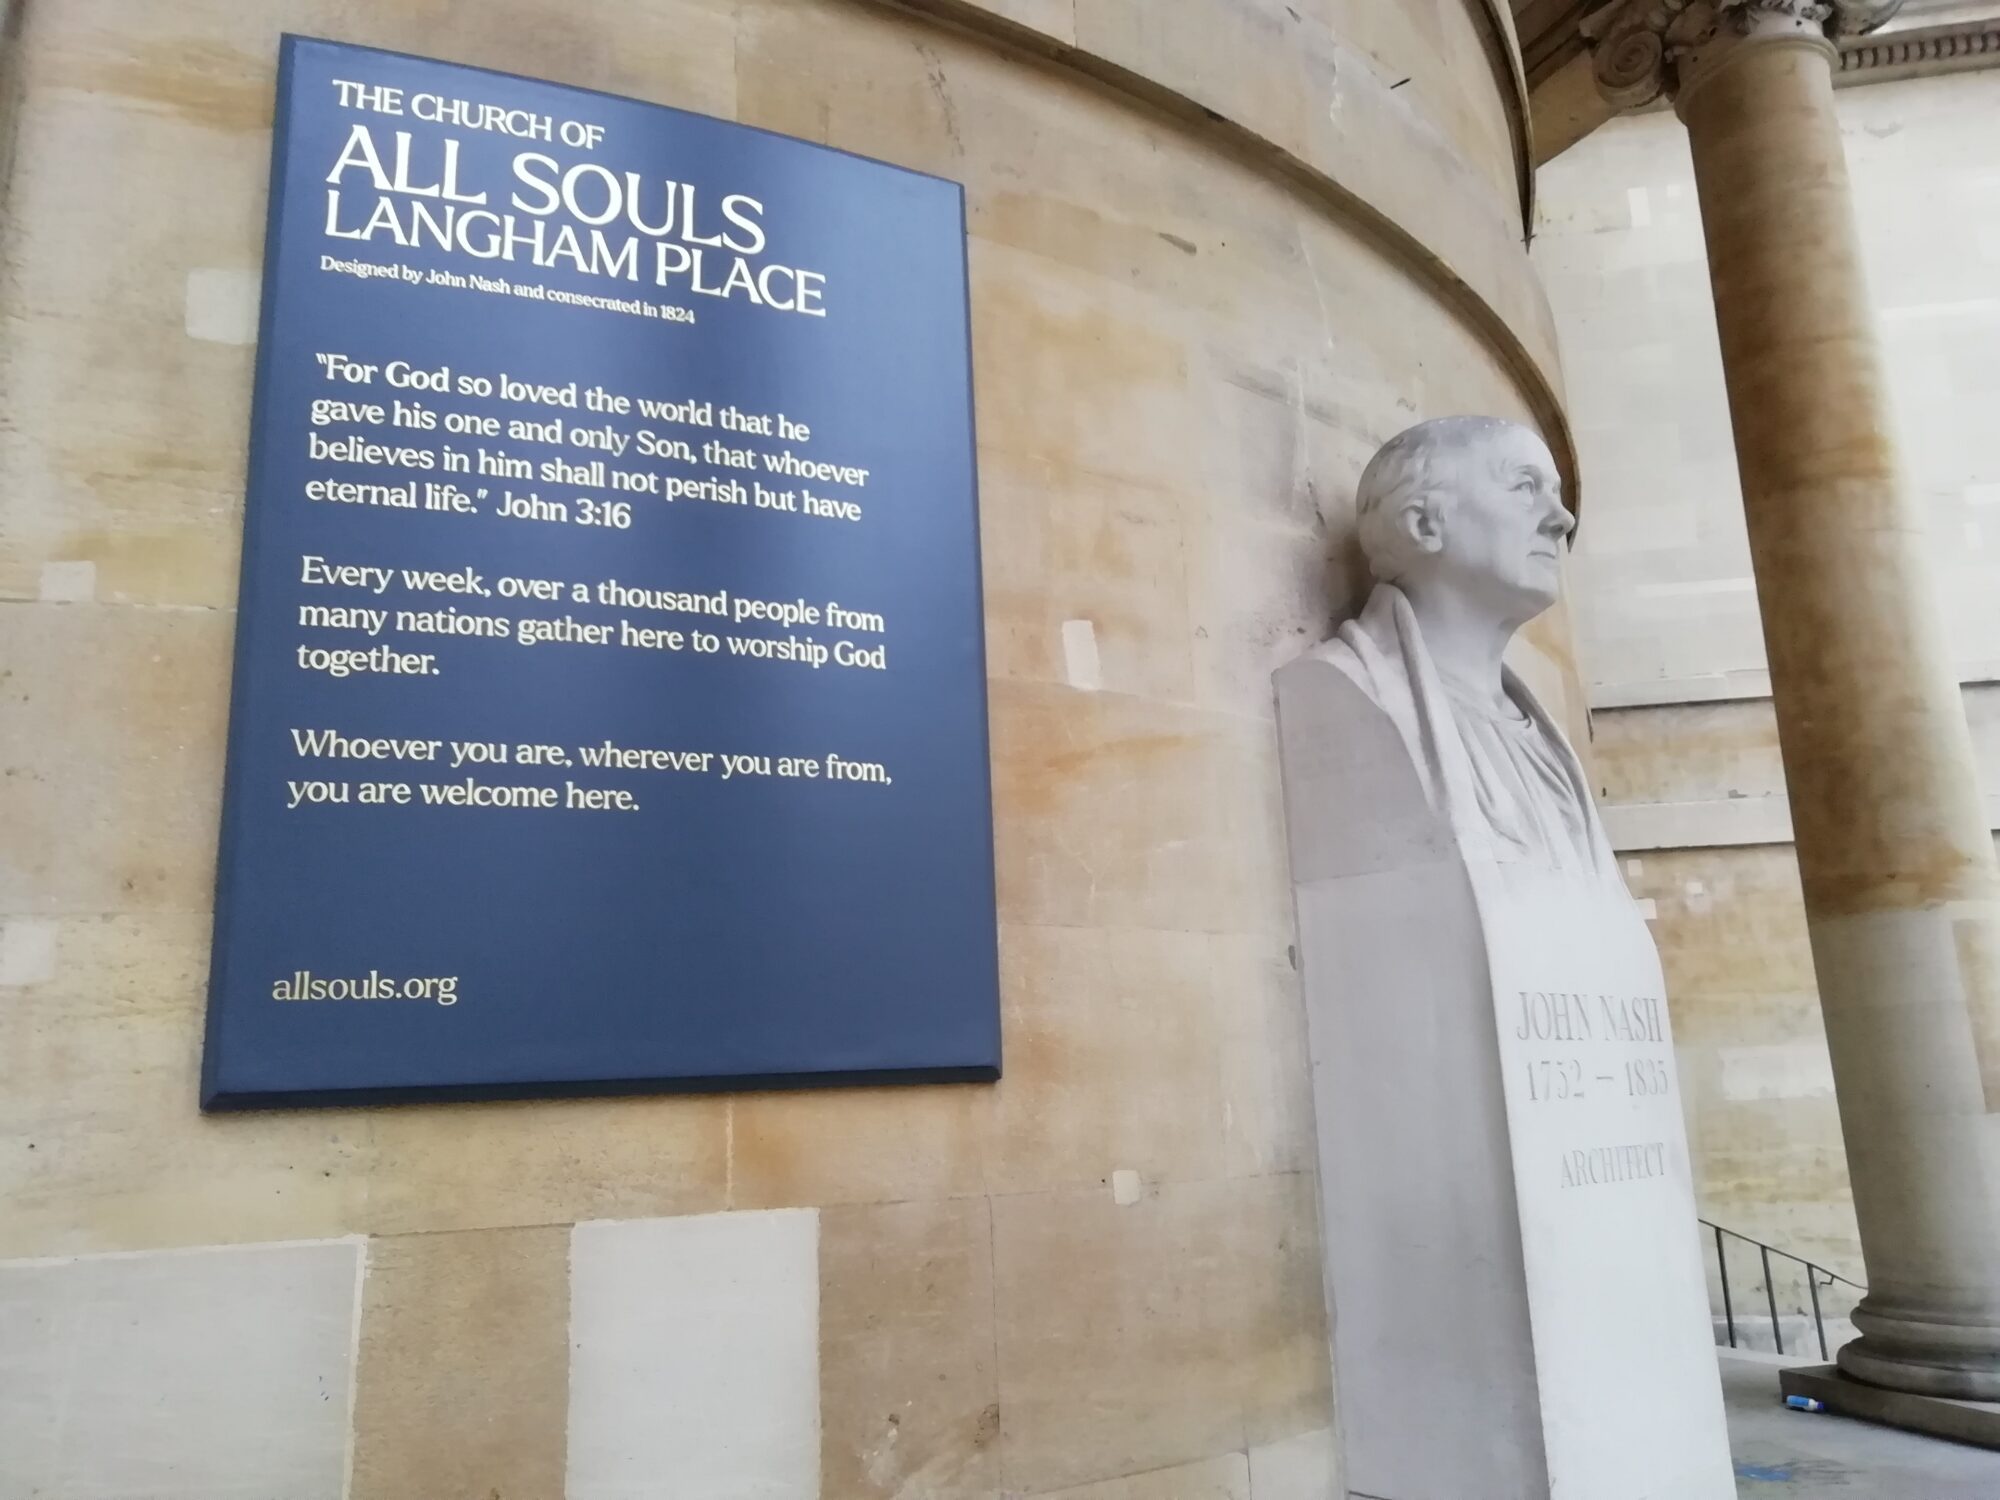 THE CHURCH OF
ALL SOULS
LANGHAM PLACE
Designed by John Nash and consecrated in 1824
"For God so loved the world that he
gave his one and only Son, that whoever
believes in him shall not perish but have
eternal life." John 3:16
Every week, over a thousand people from
many nations gather here to worship God
together.
Whoever you are, wherever you are from,
you are welcome here.
allsouls.org
JOHN NASH
1752 – 1835
ARCHITECT